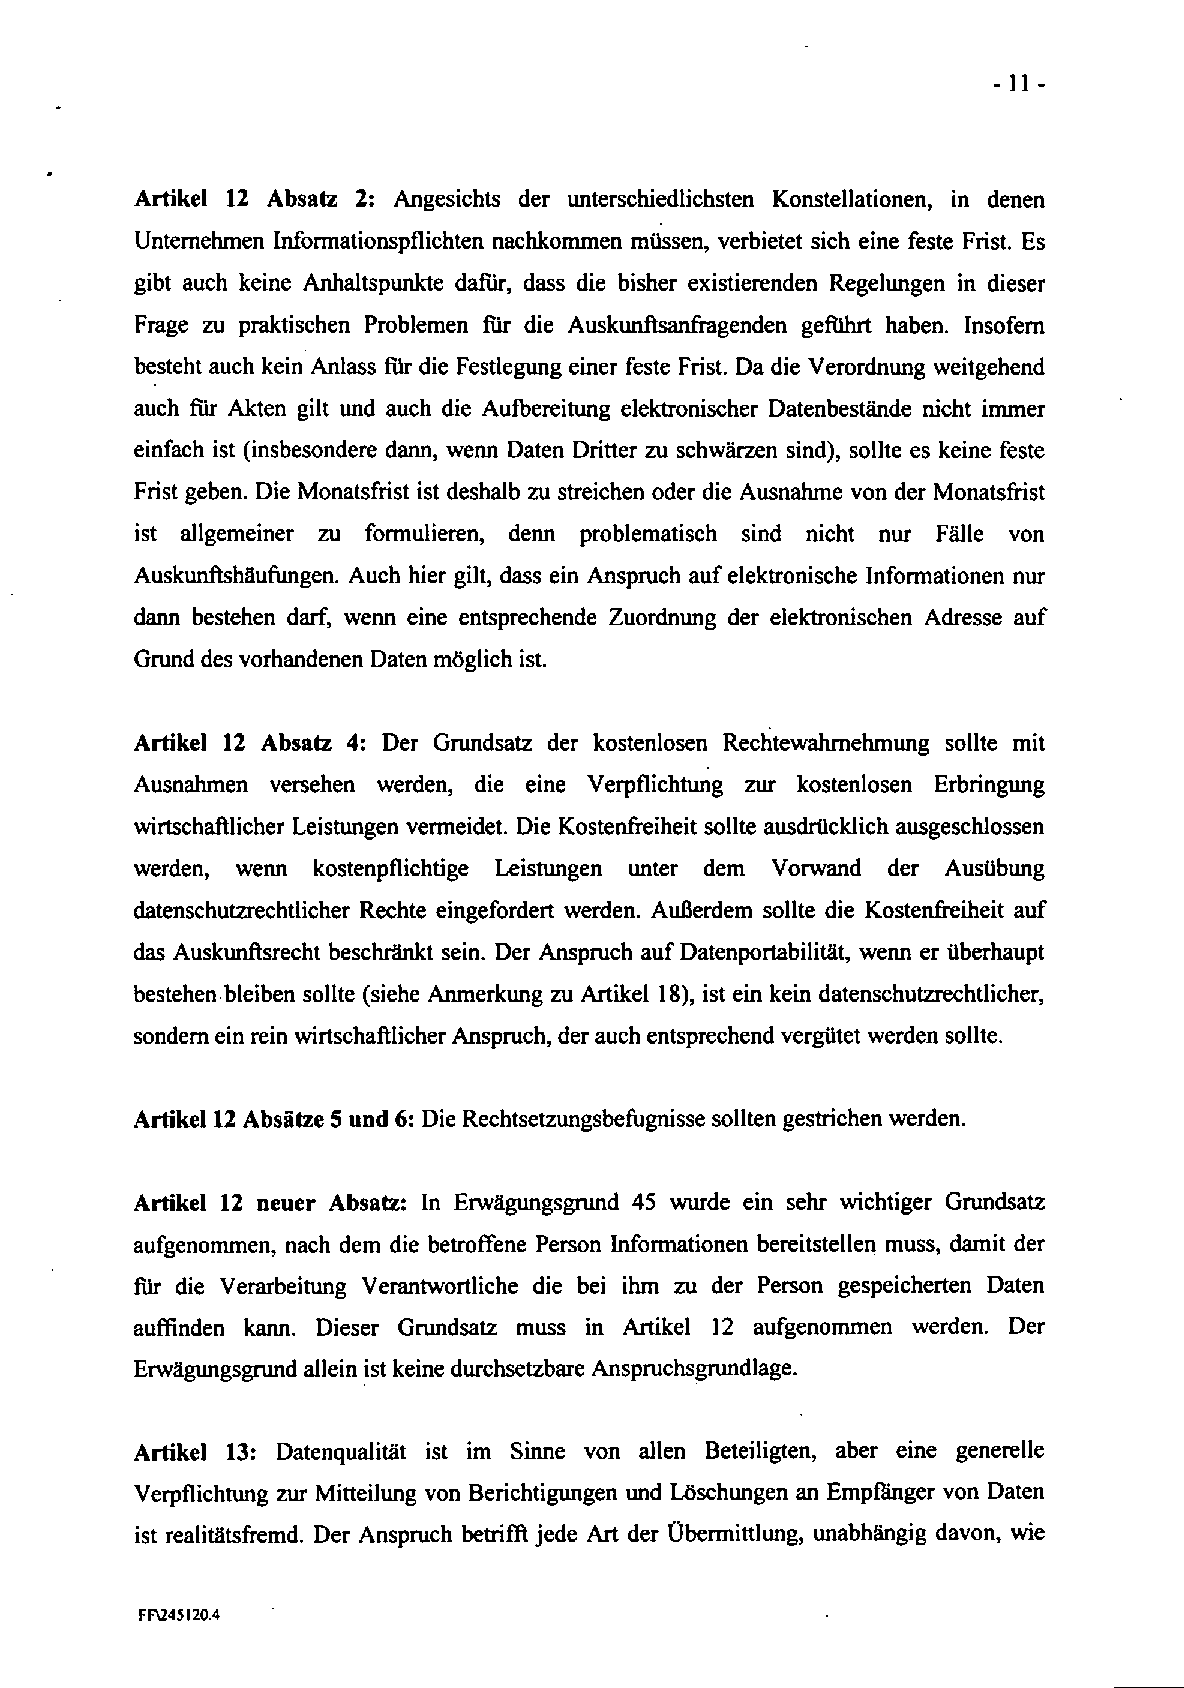 - 11 -
Artikel 12 Absatz 2: Angesichts der unterschiedlichsten Konstellationen, in denen
Unternehmen Informationspflichten nachkommen müssen, verbietet sich eine feste Frist. Es
gibt auch keine Anhaltspunkte dafür, dass die bisher existierenden Regelungen in dieser
Frage zu praktischen Problemen für die Auskunftsanfragenden geführt haben. Insofern
besteht auch kein Anlass für die Festlegung einer feste Frist. Da die Verordnung weitgehend
auch für Akten gilt und auch die Aufbereitung elektronischer Datenbestände nicht immer
einfach ist (insbesondere dann, wenn Daten Dritter zu schwärzen sind), sollte es keine feste
Frist geben. Die Monatsfrist ist deshalb zu streichen oder die Ausnahme von der Monatsfrist
ist allgemeiner zu formulieren, denn problematisch sind nicht nur Fälle von
Auskunftshäufungen. Auch hier gilt, dass ein Anspruch auf elektronische Informationen nur
dann bestehen darf, wenn eine entsprechende Zuordnung der elektronischen Adresse auf
Grund des vorhandenen Daten möglich ist.
Artikel 12 Absatz 4: Der Grundsatz der kostenlosen Rechtewahrnehmung sollte mit
Ausnahmen versehen werden, die eine Verpflichtung zur kostenlosen Erbringung
wirtschaftlicher Leistungen vermeidet. Die Kostenfreiheit sollte ausdrücklich ausgeschlossen
werden, wenn kostenpflichtige Leistungen unter dem Vorwand der Ausübung
datenschutzrechtlicher Rechte eingefordert werden. Außerdem sollte die Kostenfreiheit auf
das Auskunftsrecht beschränkt sein. Der Anspruch auf Datenportabilität, wenn er überhaupt
bestehen bleiben sollte (siehe Anmerkung zu Artikel 18), ist ein kein datenschutzrechtlicher,
sondern ein rein wirtschaftlicher Anspruch, der auch entsprechend vergütet werden sollte.
Artikel 12 Absätze 5 und 6: Die Rechtsetzungsbefugnisse sollten gestrichen werden.
Artikel 12 neuer Absatz: In Erwägungsgrund 45 wurde ein sehr wichtiger Grundsatz
aufgenommen, nach dem die betroffene Person Informationen bereitstellen muss, damit der
für die Verarbeitung Verantwortliche die bei ihm zu der Person gespeicherten Daten
auffinden kann. Dieser Grundsatz muss in Artikel 12 aufgenommen werden. Der
Erwägungsgrund allein ist keine durchsetzbare Anspruchsgrundlage.
Artikel 13: Datenqualität ist im Sinne von allen Beteiligten, aber eine generelle
Verpflichtung zur Mitteilung von Berichtigungen und Löschungen an Empfänger von Daten
ist realitätsfremd. Der Anspruch betrifft jede Art der Übermittlung, unabhängig davon, wie
FF\245120.4